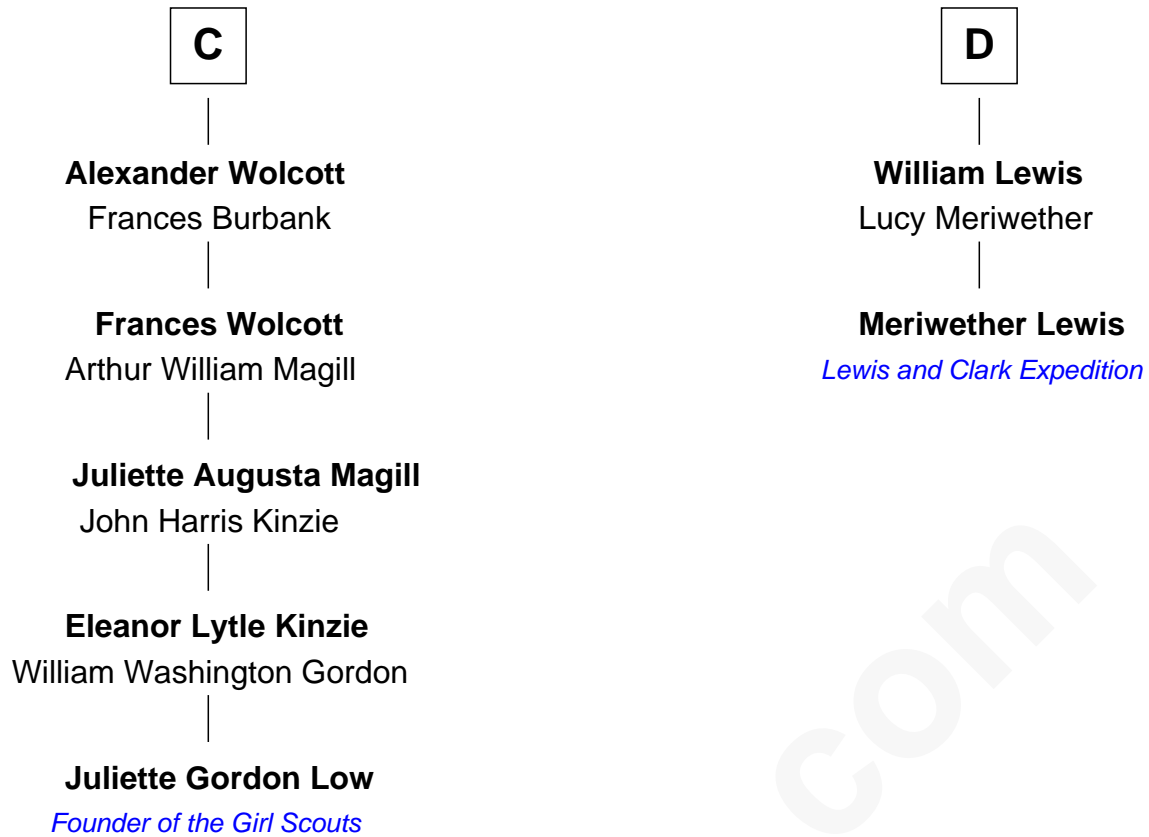 C
Alexander Wolcott
Frances Burbank
Frances Wolcott
Arthur William Magill
Juliette Augusta Magill
John Harris Kinzie
Eleanor Lytle Kinzie
William Washington Gordon
Juliette Gordon Low
Founder of the Girl Scouts
D
William Lewis
Lucy Meriwether
Meriwether Lewis
Lewis and Clark Expedition
com